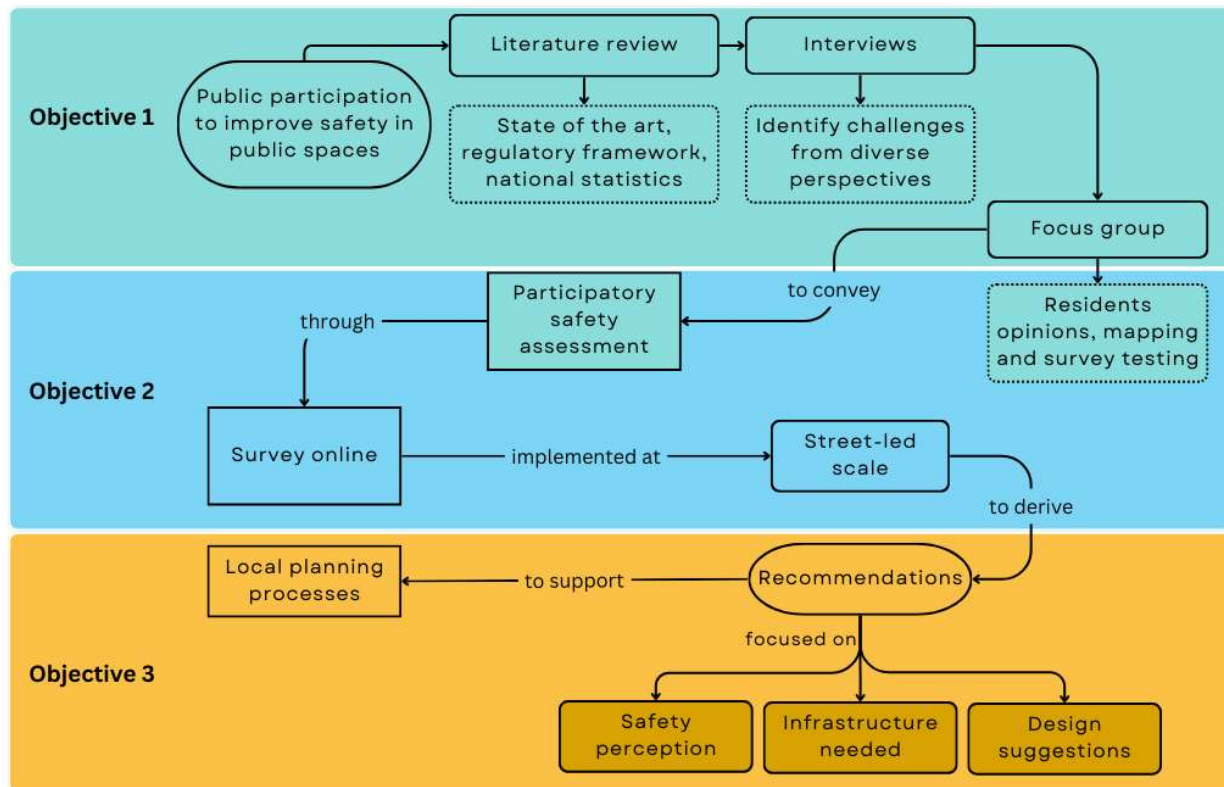 Objective 1
Public participation
to improve safety in
public spaces
Literature review
State of the art,
regulatory framework,
national statistics
Interviews
Identify challenges
from diverse
perspectives
Focus group
Residents
opinions, mapping
and survey testing
Objective 2
to convey
Participatory
safety
assessment
through
Survey online
implemented at
Street-led
scale
to derive
Objective 3
Recommendations
to support
Local planning
processes
focused on
Safety
perception
Infrastructure
needed
Design
suggestions